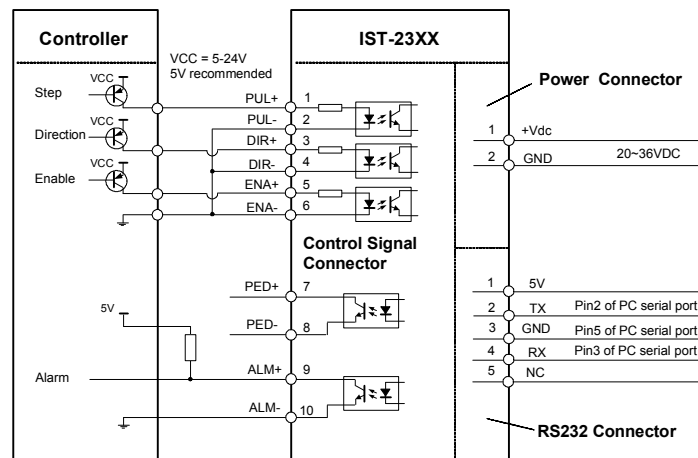 Controller
IST-23XX
VCC = 5-24V
5V recommended
VCC
Step
VCC
Direction
VCC
Enable
PUL+ 1
PUL- 2
DIR+ 3
DIR- 4
ENA+ 5
ENA- 6
Control Signal
Connector
PED+ 7
PED- 8
5V
Alarm
ALM+ 9
ALM- 10
Power Connector
1 +Vdc
2 GND 20~36VDC
1 5V
2 TX Pin2 of PC serial port
3 GND Pin5 of PC serial port
4 RX Pin3 of PC serial port
5 NC
RS232 Connector